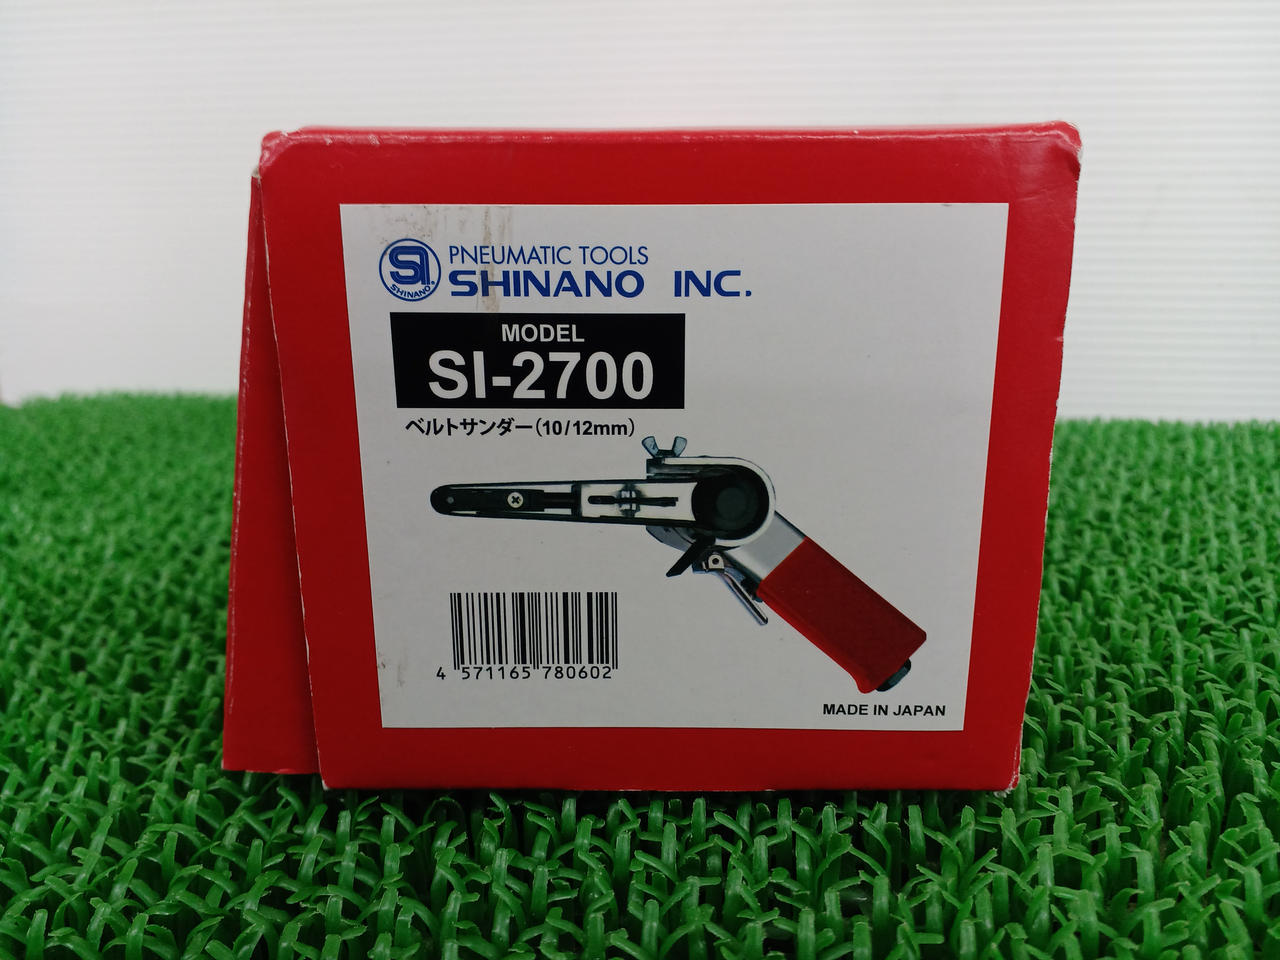 PNEUMATIC TOOLS
SI SHINANO
SHINANO INC.
MODEL
SI-2700
ベルトサンダー(10/12mm)
4 571165 780602
MADE IN JAPAN